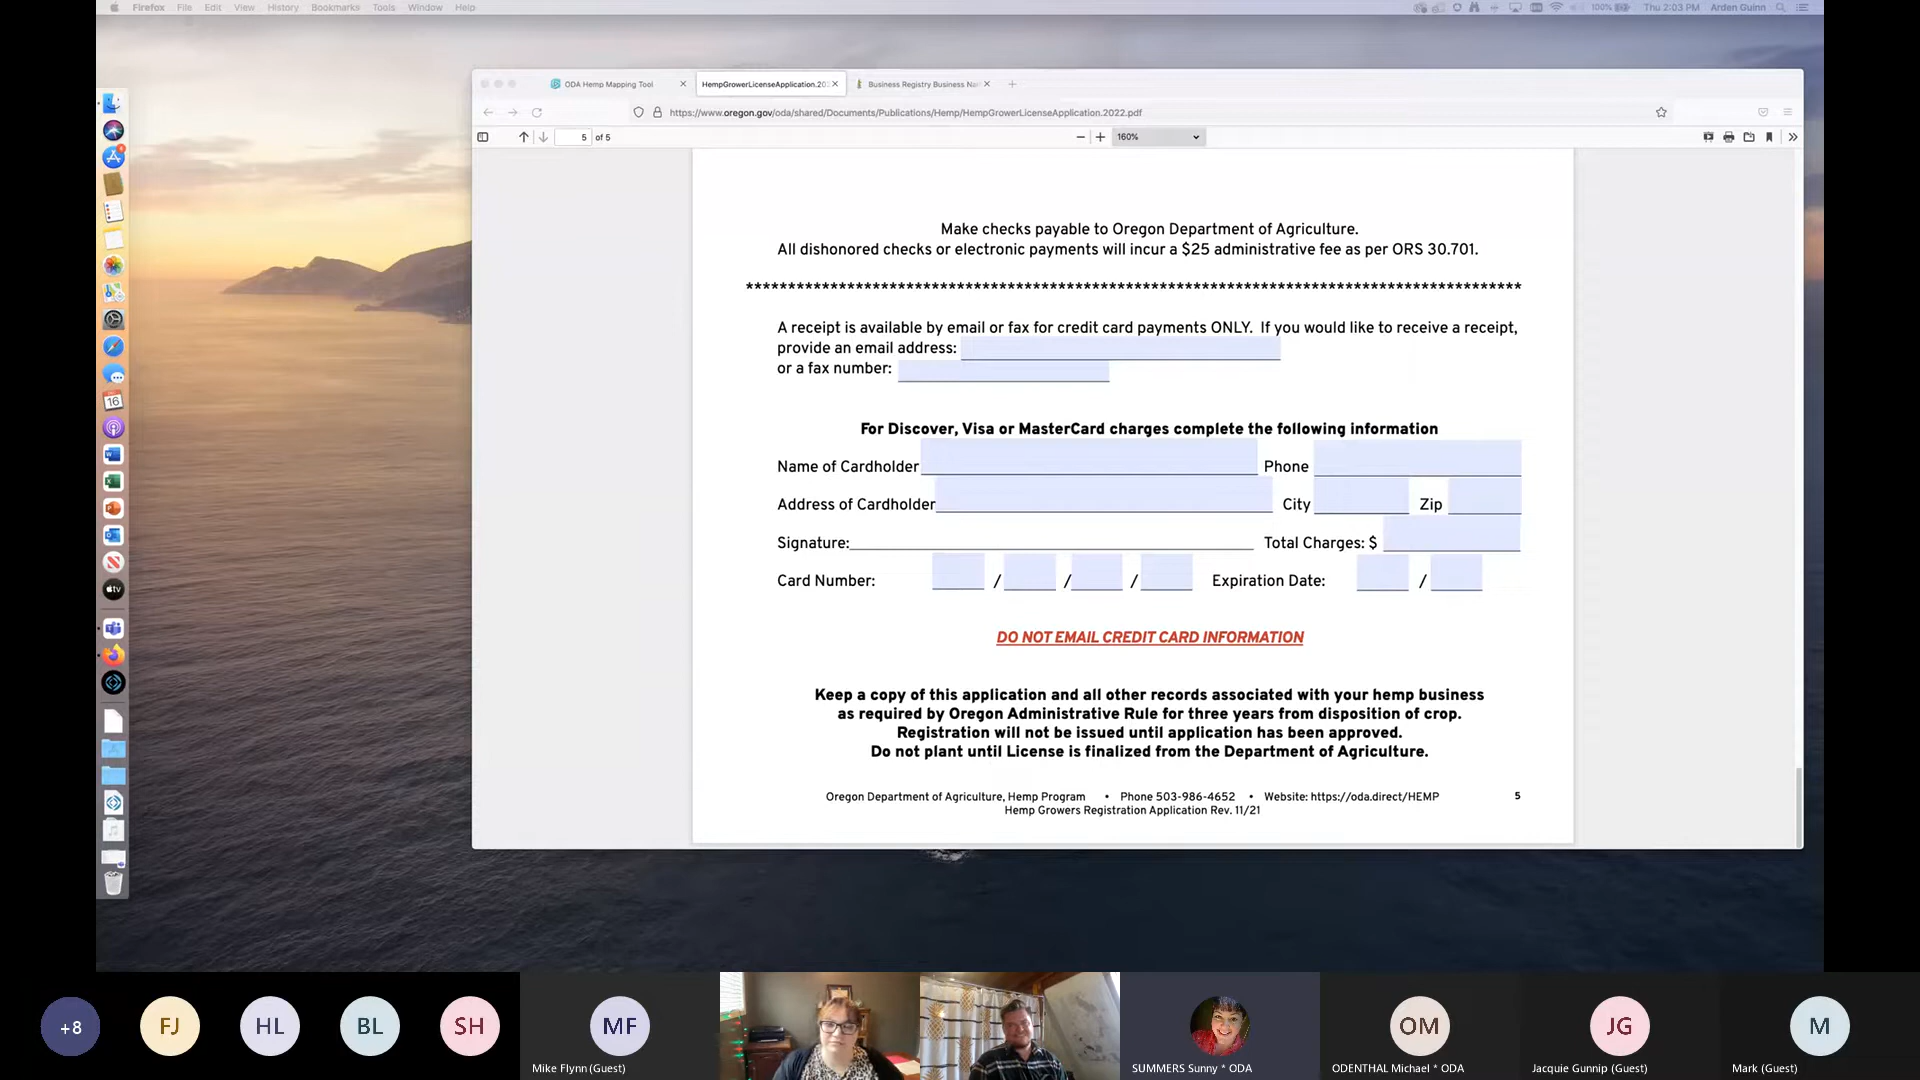 Firefox File Edit View History Bookmarks Tools Window Help
100% Thu 2:03 PM Arden Guinn
ODA Hemp Mapping Tool
HempGrowerLicenseApplication.20
Business Registry Business Na
https://www.oregon.gov/oda/shared/Documents/Publications/Hemp/HempGrowerLicenseApplication.2022.pdf
5 of 5
160%
Make checks payable to Oregon Department of Agriculture.
All dishonored checks or electronic payments will incur a $25 administrative fee as per ORS 30.701.
********************************************************************************************
A receipt is available by email or fax for credit card payments ONLY. If you would like to receive a receipt,
provide an email address:
or a fax number:
For Discover, Visa or MasterCard charges complete the following information
Name of Cardholder Phone
Address of Cardholder City Zip
Signature: Total Charges: $
Card Number: / / / Expiration Date: /
DO NOT EMAIL CREDIT CARD INFORMATION
Keep a copy of this application and all other records associated with your hemp business
as required by Oregon Administrative Rule for three years from disposition of crop.
Registration will not be issued until application has been approved.
Do not plant until License is finalized from the Department of Agriculture.
Oregon Department of Agriculture, Hemp Program • Phone 503-986-4652 • Website: https://oda.direct/HEMP 5
Hemp Growers Registration Application Rev. 11/21
16
tv
+8
FJ
HL
BL
SH
MF
Mike Flynn (Guest)
SUMMERS Sunny * ODA
OM
ODENTHAL Michael * ODA
JG
Jacquie Gunnip (Guest)
M
Mark (Guest)